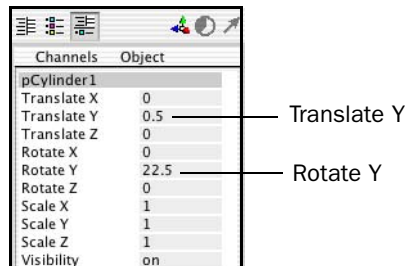 Channels Object
pCylinder1
Translate X 0
Translate Y 0.5
Translate Z 0
Rotate X 0
Rotate Y 22.5
Rotate Z 0
Scale X 1
Scale Y 1
Scale Z 1
Visibility on
Translate Y
Rotate Y